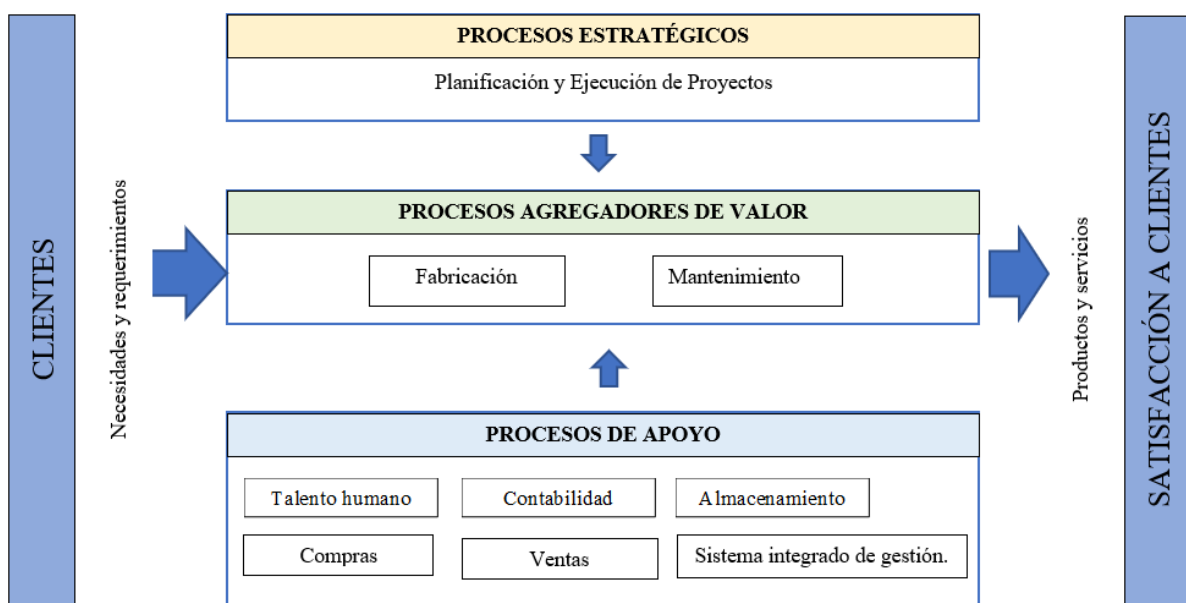 CLIENTES
Necesidades y requerimientos
PROCESOS ESTRATÉGICOS
Planificación y Ejecución de Proyectos
PROCESOS AGREGADORES DE VALOR
Fabricación
Mantenimiento
PROCESOS DE APOYO
Talento humano
Contabilidad
Almacenamiento
Compras
Ventas
Sistema integrado de gestión.
Productos y servicios
SATISFACCIÓN A CLIENTES